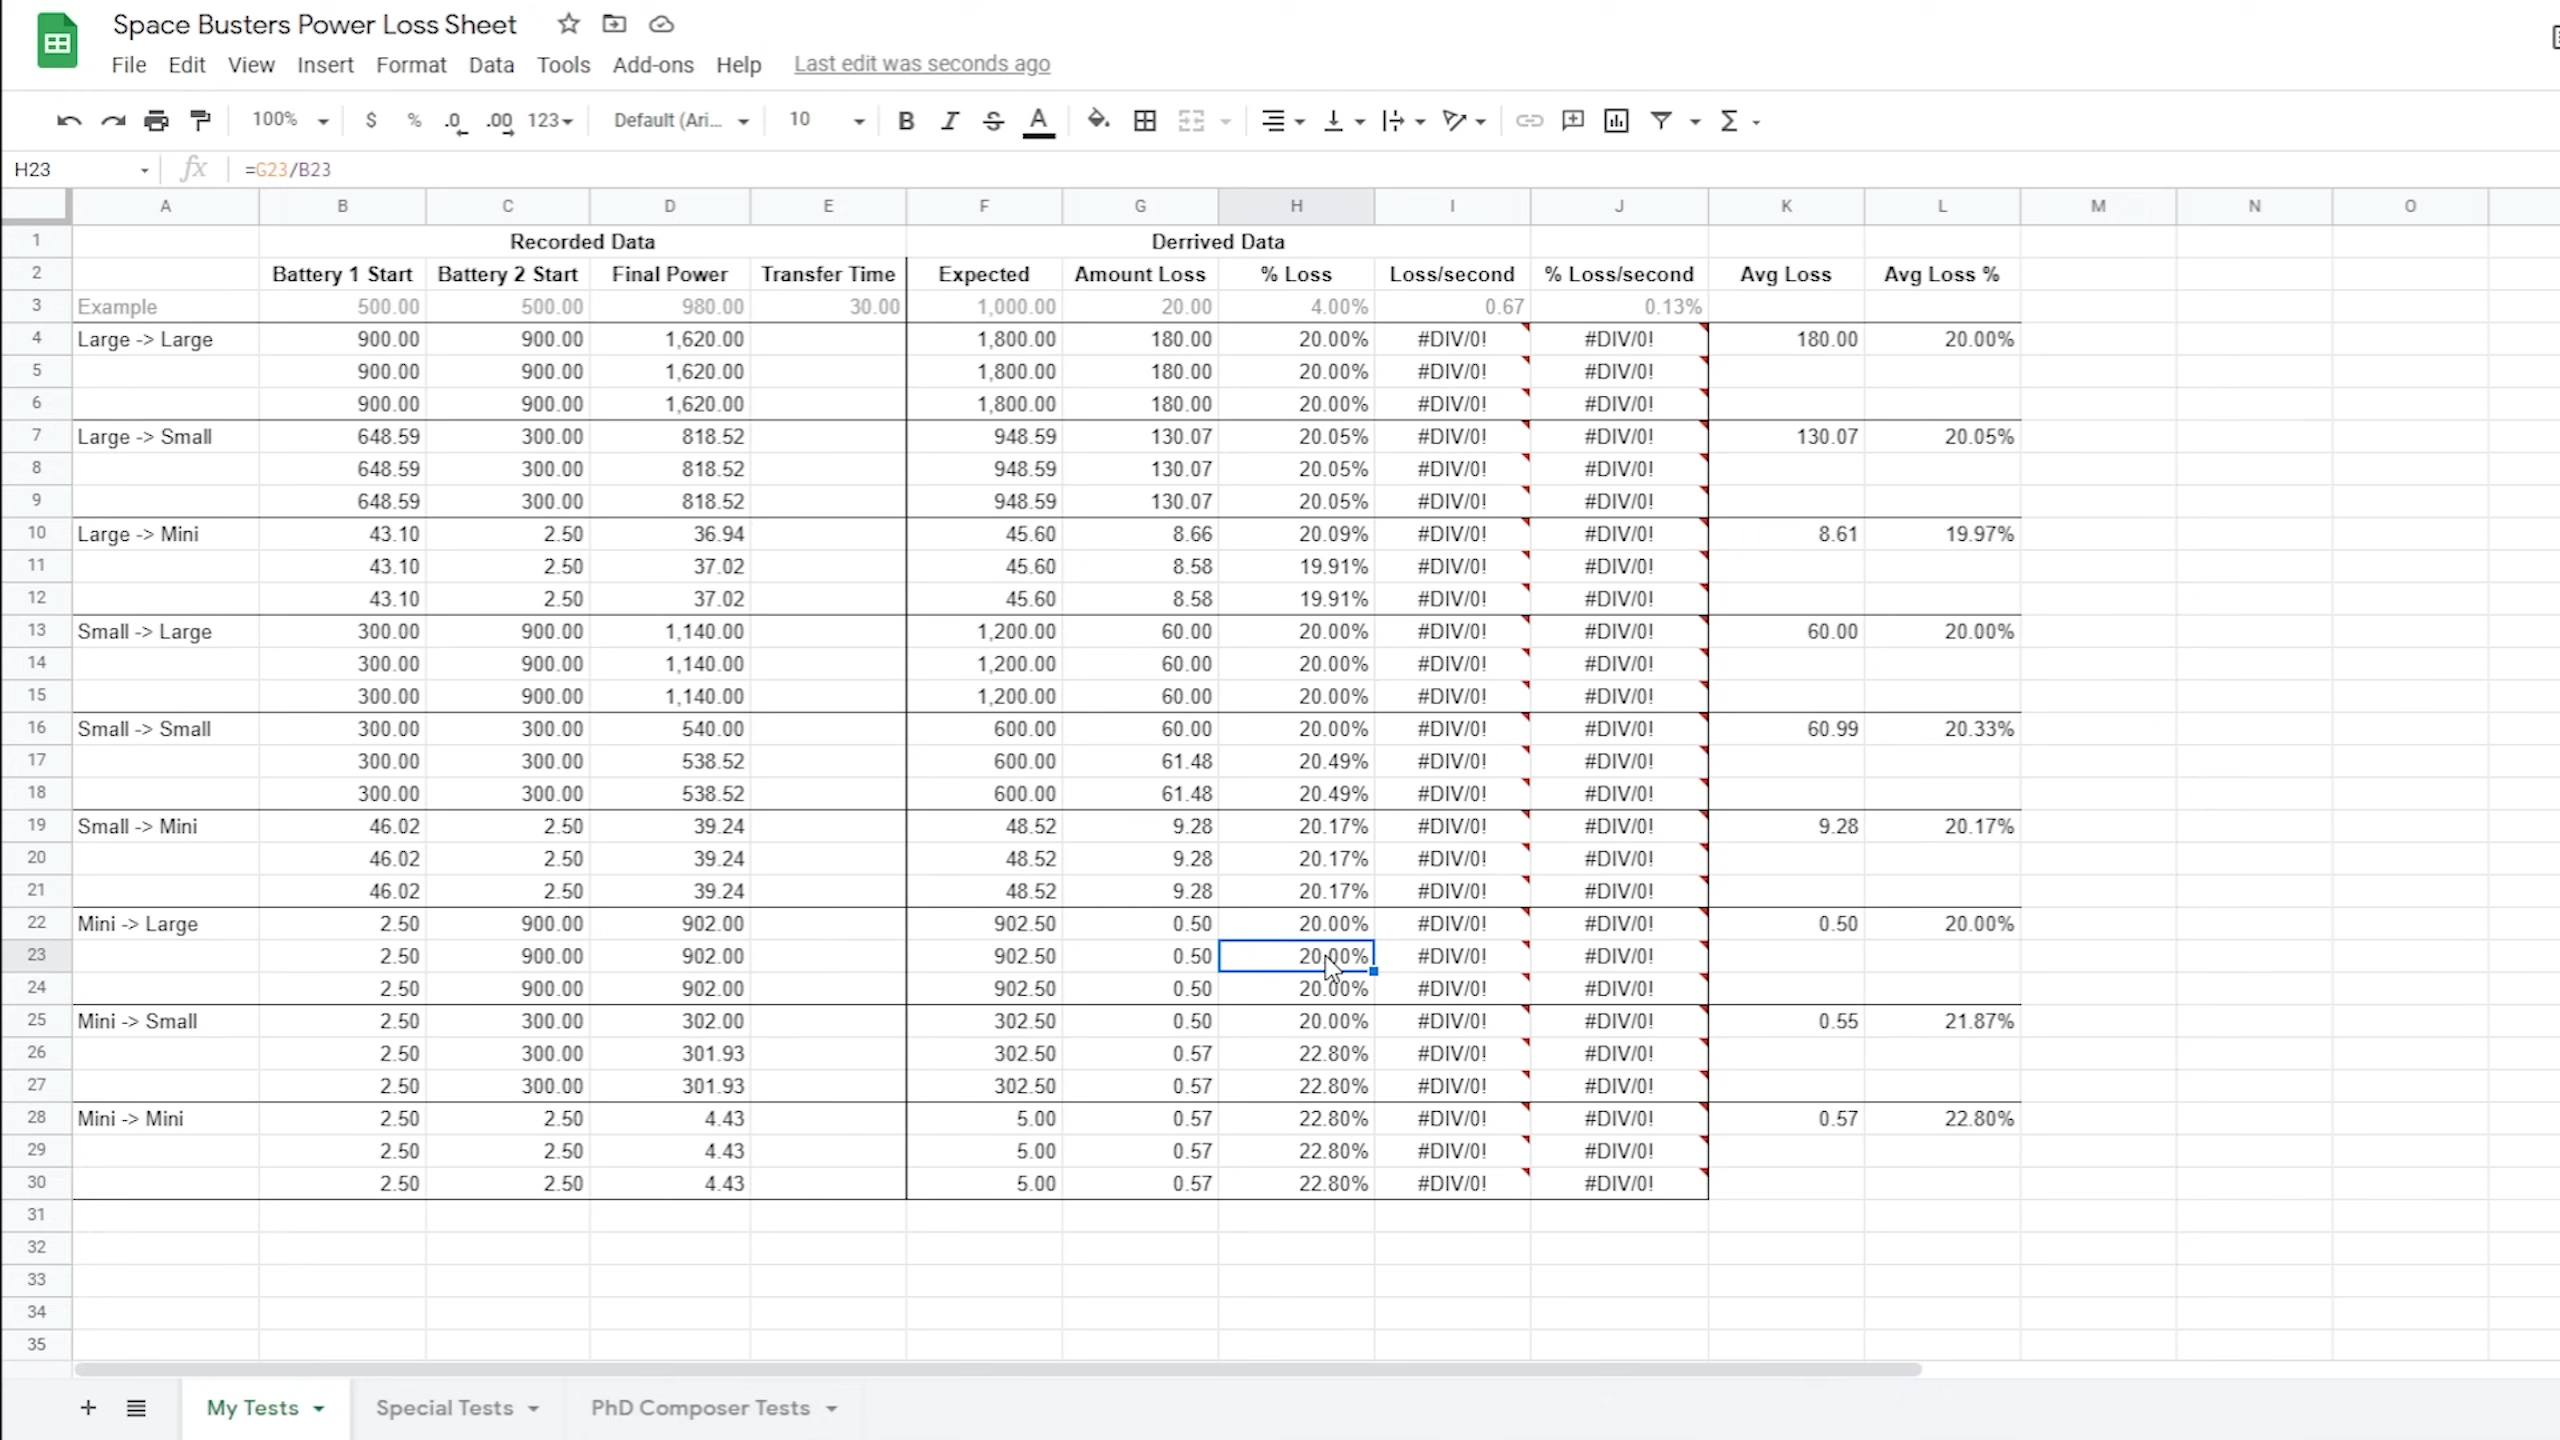 Space Busters Power Loss Sheet
File Edit View Insert Format Data Tools Add-ons Help Last edit was seconds ago
100% $ % .0 .00 123 Default (Ari... 10 B I S A Σ
H23 fx =G23/B23
A B C D E F G H I J K L M N O
1 Recorded Data Derrived Data
2 Battery 1 Start Battery 2 Start Final Power Transfer Time Expected Amount Loss % Loss Loss/second % Loss/second Avg Loss Avg Loss %
3 Example 500.00 500.00 980.00 30.00 1,000.00 20.00 4.00% 0.67 0.13%
4 Large -> Large 900.00 900.00 1,620.00 1,800.00 180.00 20.00% #DIV/0! #DIV/0! 180.00 20.00%
5 900.00 900.00 1,620.00 1,800.00 180.00 20.00% #DIV/0! #DIV/0!
6 900.00 900.00 1,620.00 1,800.00 180.00 20.00% #DIV/0! #DIV/0!
7 Large -> Small 648.59 300.00 818.52 948.59 130.07 20.05% #DIV/0! #DIV/0! 130.07 20.05%
8 648.59 300.00 818.52 948.59 130.07 20.05% #DIV/0! #DIV/0!
9 648.59 300.00 818.52 948.59 130.07 20.05% #DIV/0! #DIV/0!
10 Large -> Mini 43.10 2.50 36.94 45.60 8.66 20.09% #DIV/0! #DIV/0! 8.61 19.97%
11 43.10 2.50 37.02 45.60 8.58 19.91% #DIV/0! #DIV/0!
12 43.10 2.50 37.02 45.60 8.58 19.91% #DIV/0! #DIV/0!
13 Small -> Large 300.00 900.00 1,140.00 1,200.00 60.00 20.00% #DIV/0! #DIV/0! 60.00 20.00%
14 300.00 900.00 1,140.00 1,200.00 60.00 20.00% #DIV/0! #DIV/0!
15 300.00 900.00 1,140.00 1,200.00 60.00 20.00% #DIV/0! #DIV/0!
16 Small -> Small 300.00 300.00 540.00 600.00 60.00 20.00% #DIV/0! #DIV/0! 60.99 20.33%
17 300.00 300.00 538.52 600.00 61.48 20.49% #DIV/0! #DIV/0!
18 300.00 300.00 538.52 600.00 61.48 20.49% #DIV/0! #DIV/0!
19 Small -> Mini 46.02 2.50 39.24 48.52 9.28 20.17% #DIV/0! #DIV/0! 9.28 20.17%
20 46.02 2.50 39.24 48.52 9.28 20.17% #DIV/0! #DIV/0!
21 46.02 2.50 39.24 48.52 9.28 20.17% #DIV/0! #DIV/0!
22 Mini -> Large 2.50 900.00 902.00 902.50 0.50 20.00% #DIV/0! #DIV/0! 0.50 20.00%
23 2.50 900.00 902.00 902.50 0.50 20.00% #DIV/0! #DIV/0!
24 2.50 900.00 902.00 902.50 0.50 20.00% #DIV/0! #DIV/0!
25 Mini -> Small 2.50 300.00 302.00 302.50 0.50 20.00% #DIV/0! #DIV/0! 0.55 21.87%
26 2.50 300.00 301.93 302.50 0.57 22.80% #DIV/0! #DIV/0!
27 2.50 300.00 301.93 302.50 0.57 22.80% #DIV/0! #DIV/0!
28 Mini -> Mini 2.50 2.50 4.43 5.00 0.57 22.80% #DIV/0! #DIV/0! 0.57 22.80%
29 2.50 2.50 4.43 5.00 0.57 22.80% #DIV/0! #DIV/0!
30 2.50 2.50 4.43 5.00 0.57 22.80% #DIV/0! #DIV/0!
31
32
33
34
35
+ My Tests Special Tests PhD Composer Tests